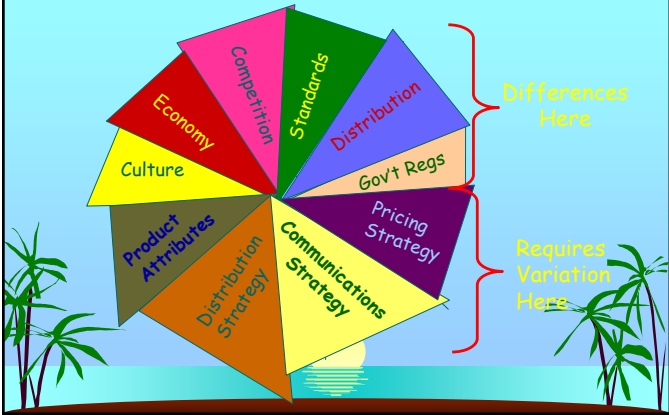 Competition
Standards
Economy
Distribution
Culture
Gov't Regs
Product
Attributes
Pricing
Strategy
Distribution
Strategy
Communications
Strategy
Differences
Here
Requires
Variation
Here